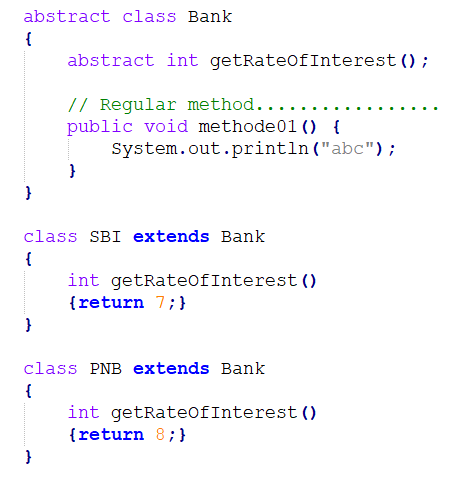 abstract class Bank
{
    abstract int getRateOfInterest();

    // Regular method.................
    public void methode01() {
        System.out.println("abc");
    }
}

class SBI extends Bank
{
    int getRateOfInterest()
    {return 7;}
}

class PNB extends Bank
{
    int getRateOfInterest()
    {return 8;}
}